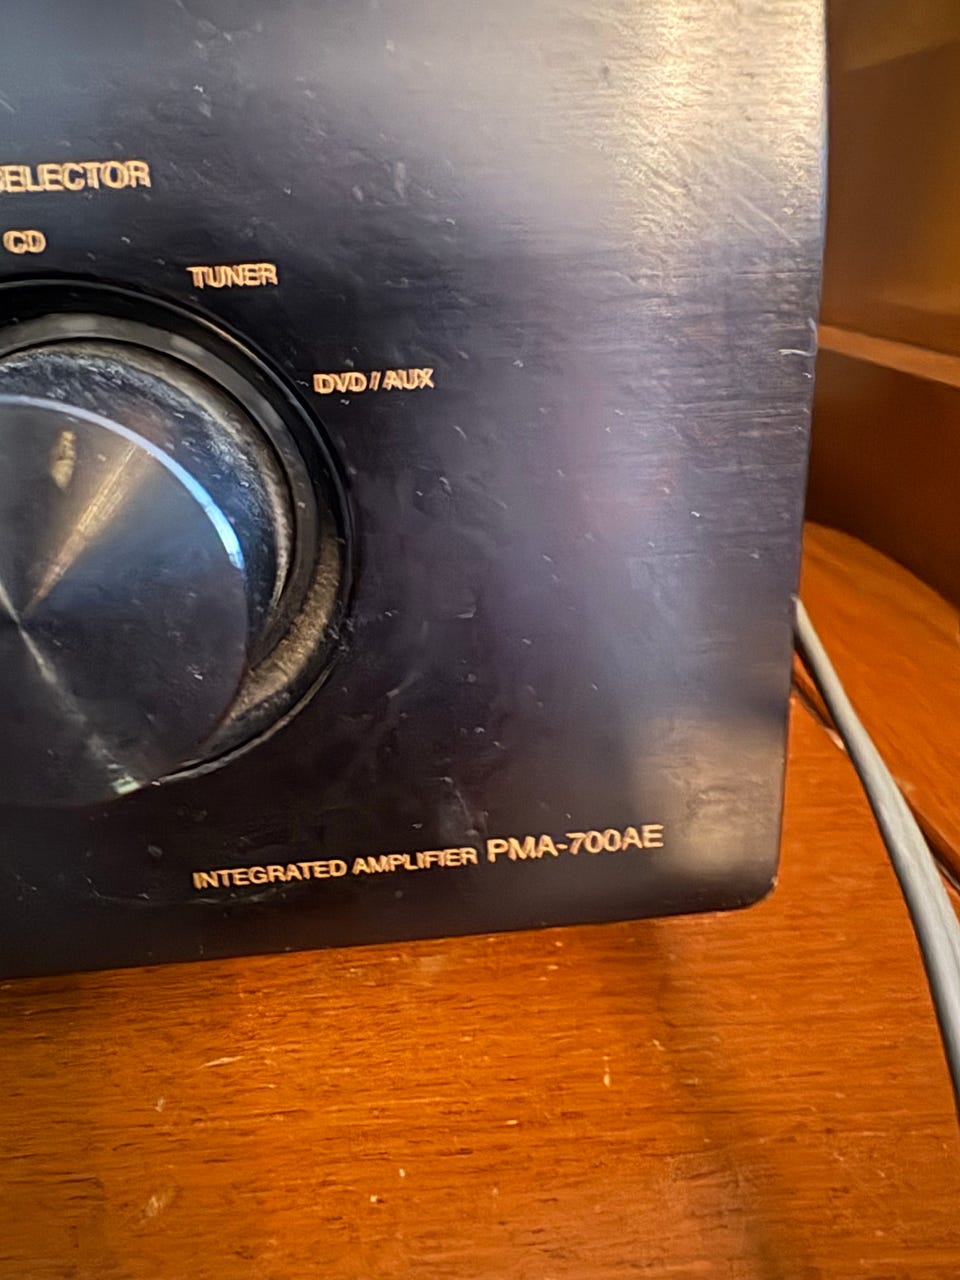 SELECTOR
CD
TUNER
DVD / AUX
INTEGRATED AMPLIFIER PMA-700AE